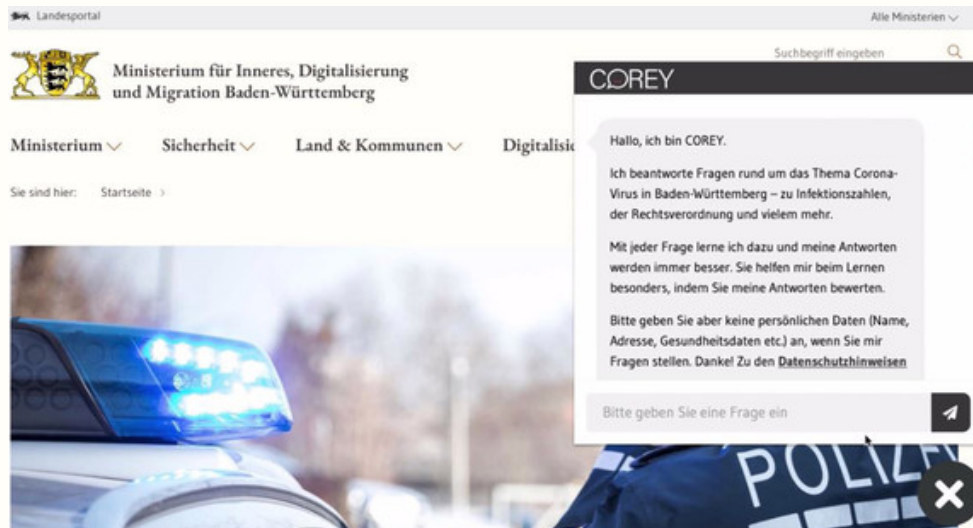 Landesportal
Alle Ministerien
Ministerium für Inneres, Digitalisierung
und Migration Baden-Württemberg
Suchbegriff eingeben
Ministerium
Sicherheit
Land & Kommunen
Sie sind hier: Startseite >
COREY
Hallo, ich bin COREY.
Ich beantworte Fragen rund um das Thema Corona-
Virus in Baden-Württemberg – zu Infektionszahlen,
der Rechtsverordnung und vielem mehr.
Mit jeder Frage lerne ich dazu und meine Antworten
werden immer besser. Sie helfen mir beim Lernen
besonders, indem Sie meine Antworten bewerten.
Bitte geben Sie aber keine persönlichen Daten (Name,
Adresse, Gesundheitsdaten etc.) an, wenn Sie mir
Fragen stellen. Danke! Zu den Datenschutzhinweisen
Bitte geben Sie eine Frage ein
POLIZEI